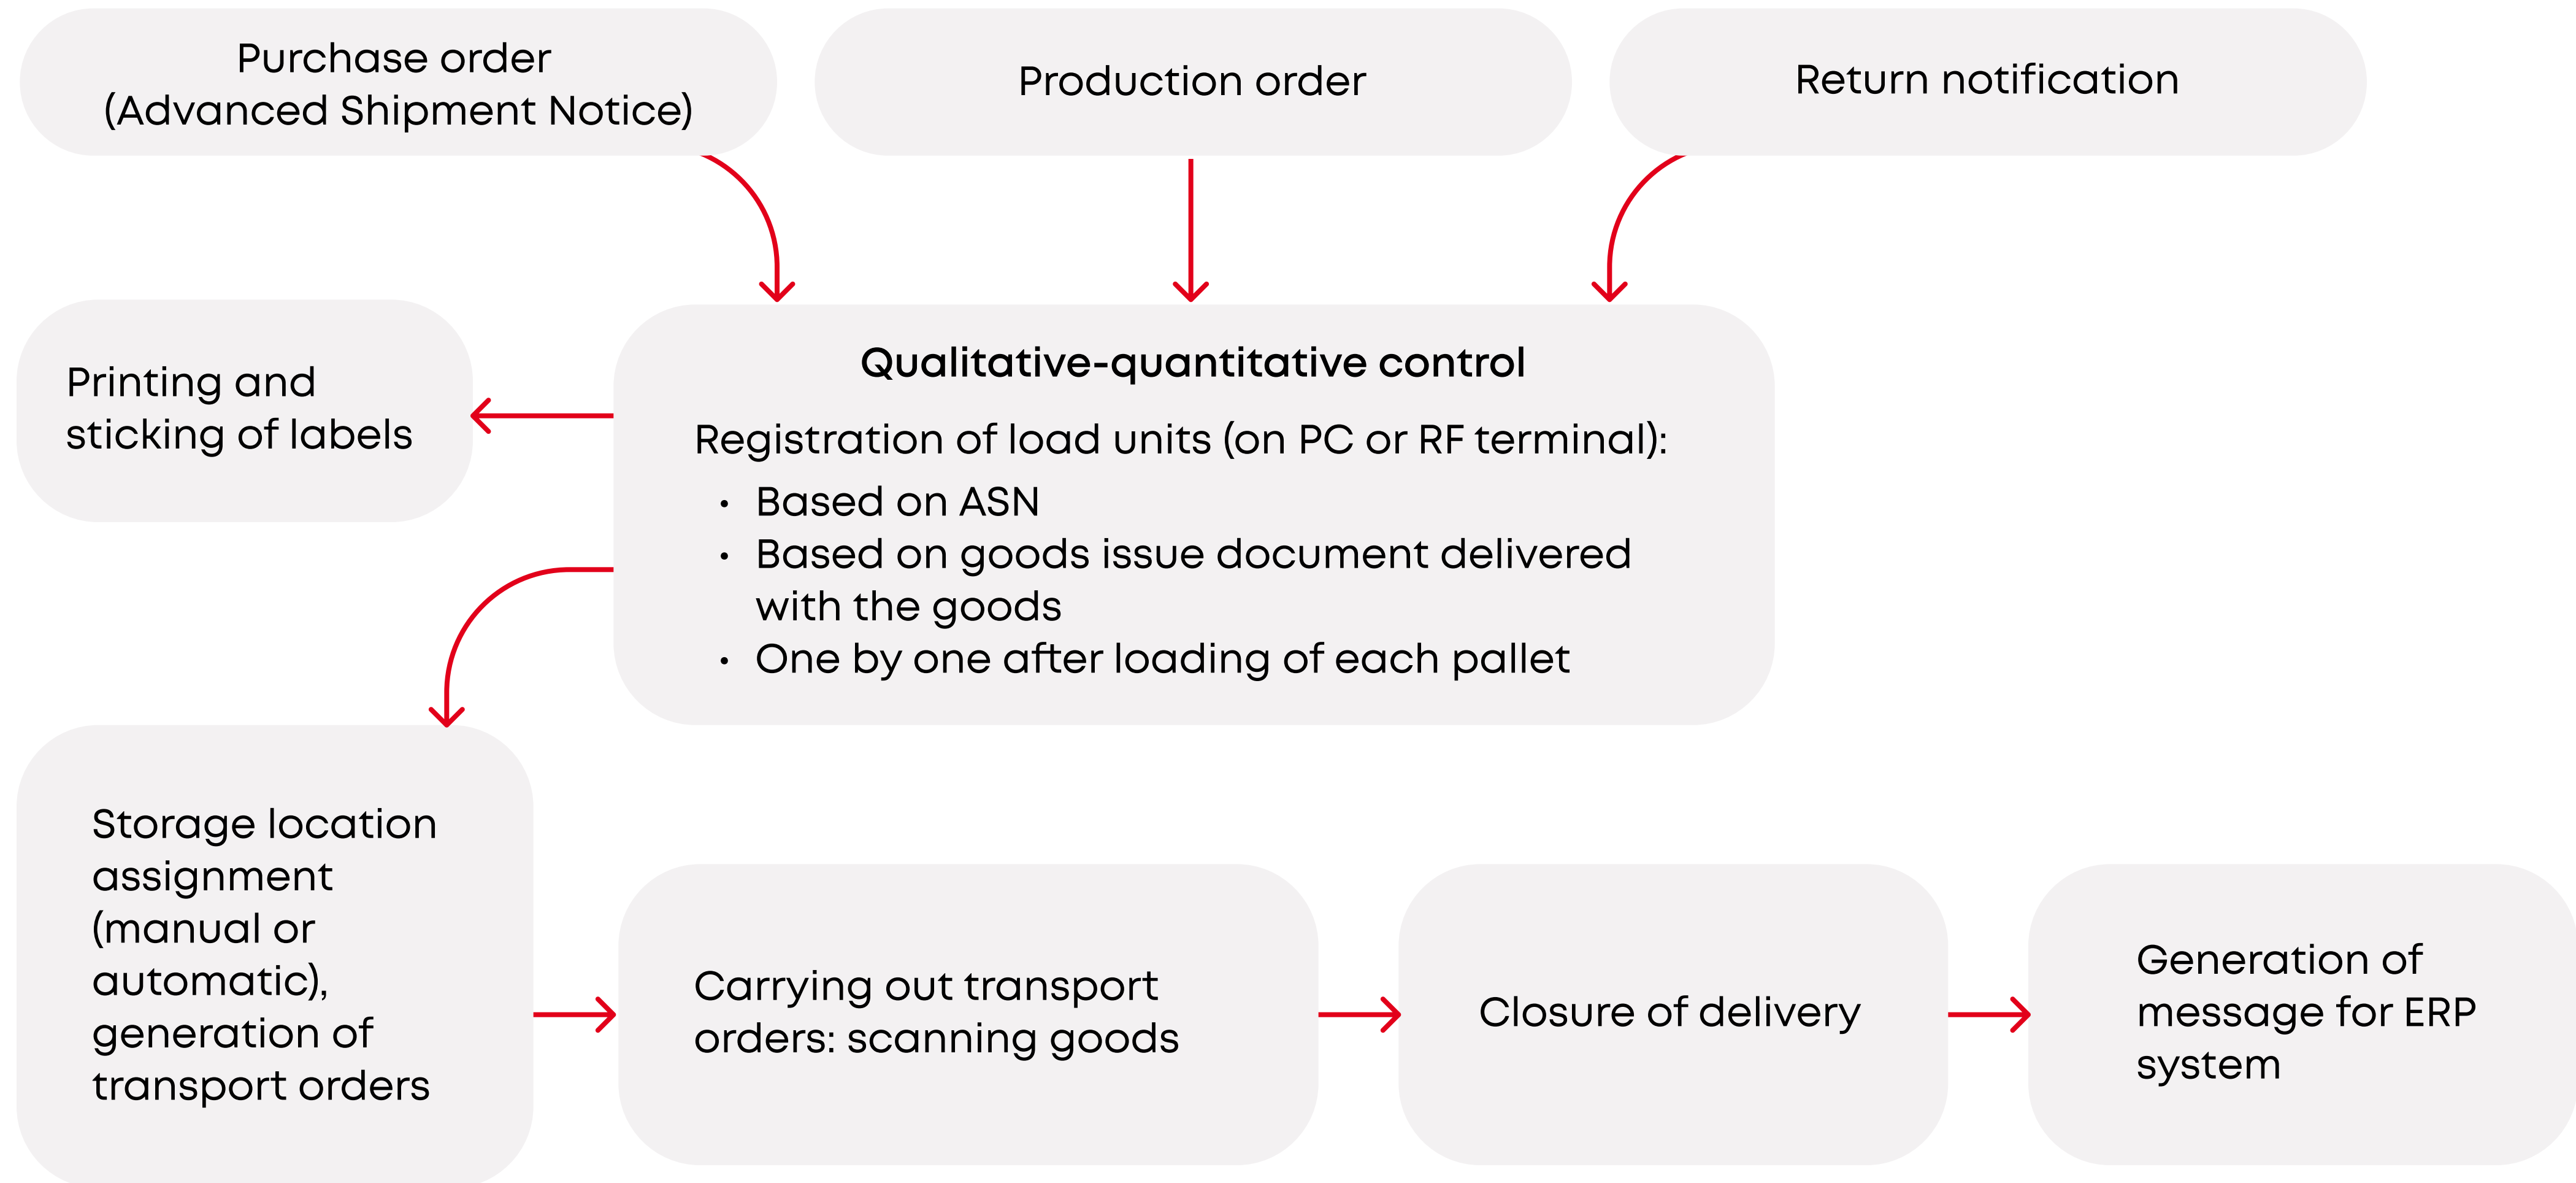 Purchase order
(Advanced Shipment Notice)
Production order
Return notification
Printing and
sticking of labels
Qualitative-quantitative control
Registration of load units (on PC or RF terminal):
• Based on ASN
• Based on goods issue document delivered
with the goods
• One by one after loading of each pallet
Storage location
assignment
(manual or
automatic),
generation of
transport orders
Carrying out transport
orders: scanning goods
Closure of delivery
Generation of
message for ERP
system